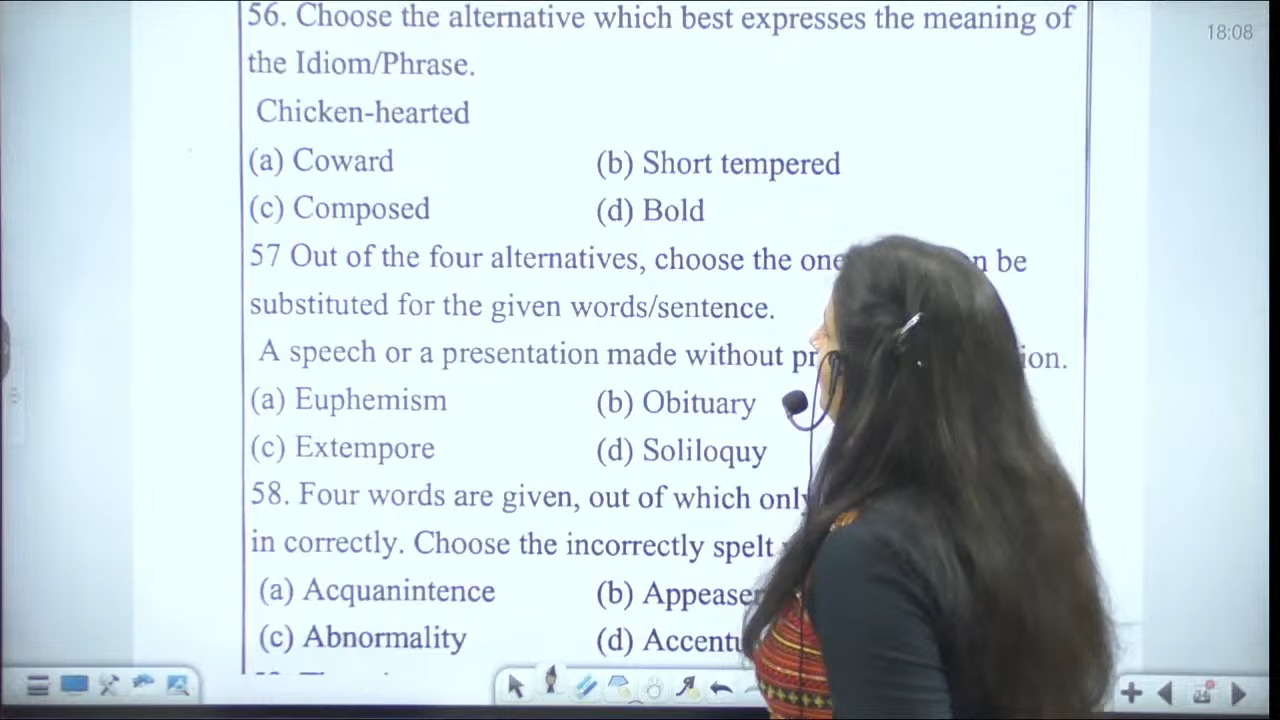 56. Choose the alternative which best expresses the meaning of
18:08
the Idiom/Phrase.
Chicken-hearted
(a) Coward (b) Short tempered
(c) Composed (d) Bold
57 Out of the four alternatives, choose the one be
substituted for the given words/sentence.
A speech or a presentation made without
(a) Euphemism (b) Obituary
(c) Extempore (d) Soliloquy
58. Four words are given, out of which
in correctly. Choose the incorrectly spelt
(a) Acquanintence (b)
(c) Abnormality (d)